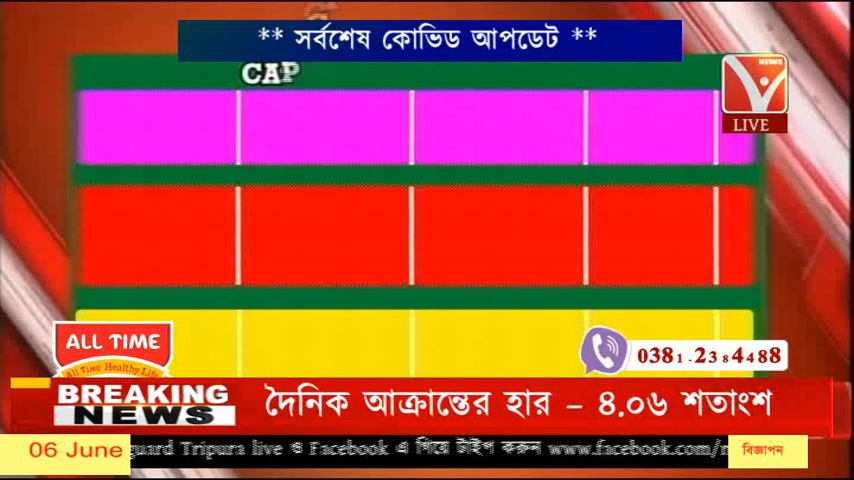 ** সর্বশেষ কোভিড আপডেট **
CAP
NEWS
LIVE
ALL TIME
All Time Healthy Life
0381-2384488
BREAKING
NEWS
দৈনিক আক্রান্তের হার – ৪.০৬ শতাংশ
06 June
guard Tripura live ও Facebook এ গিয়ে টাইপ করুন www.facebook.com/
বিজ্ঞাপন